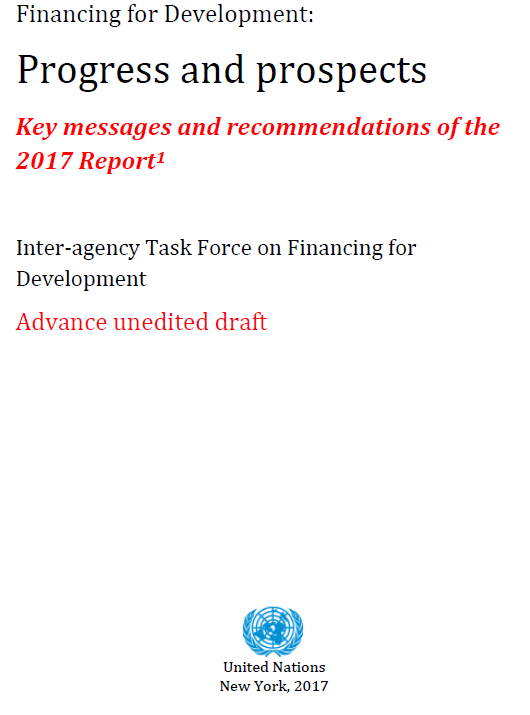 Financing for Development:
Progress and prospects
Key messages and recommendations of the
2017 Report¹
Inter-agency Task Force on Financing for
Development
Advance unedited draft
United Nations
New York, 2017